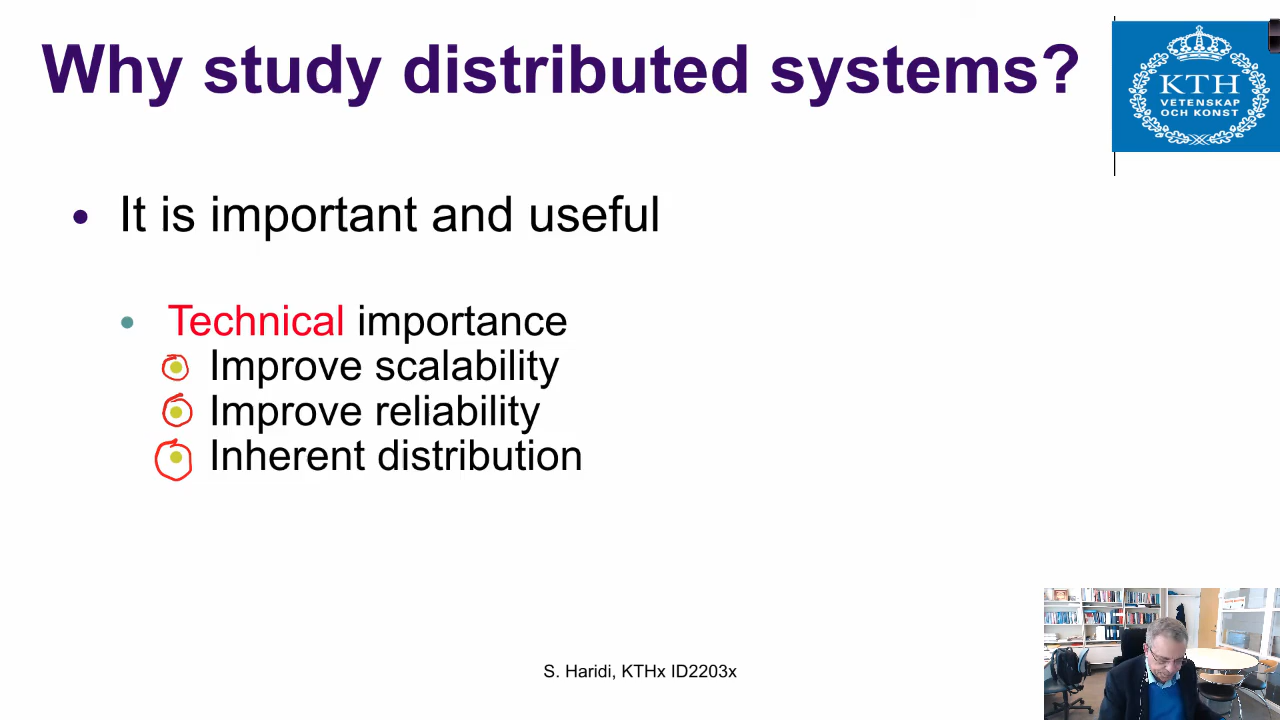 Why study distributed systems?
KTH
VETENSKAP
OCH KONST
It is important and useful
Technical importance
Improve scalability
Improve reliability
Inherent distribution
S. Haridi, KTHx ID2203x